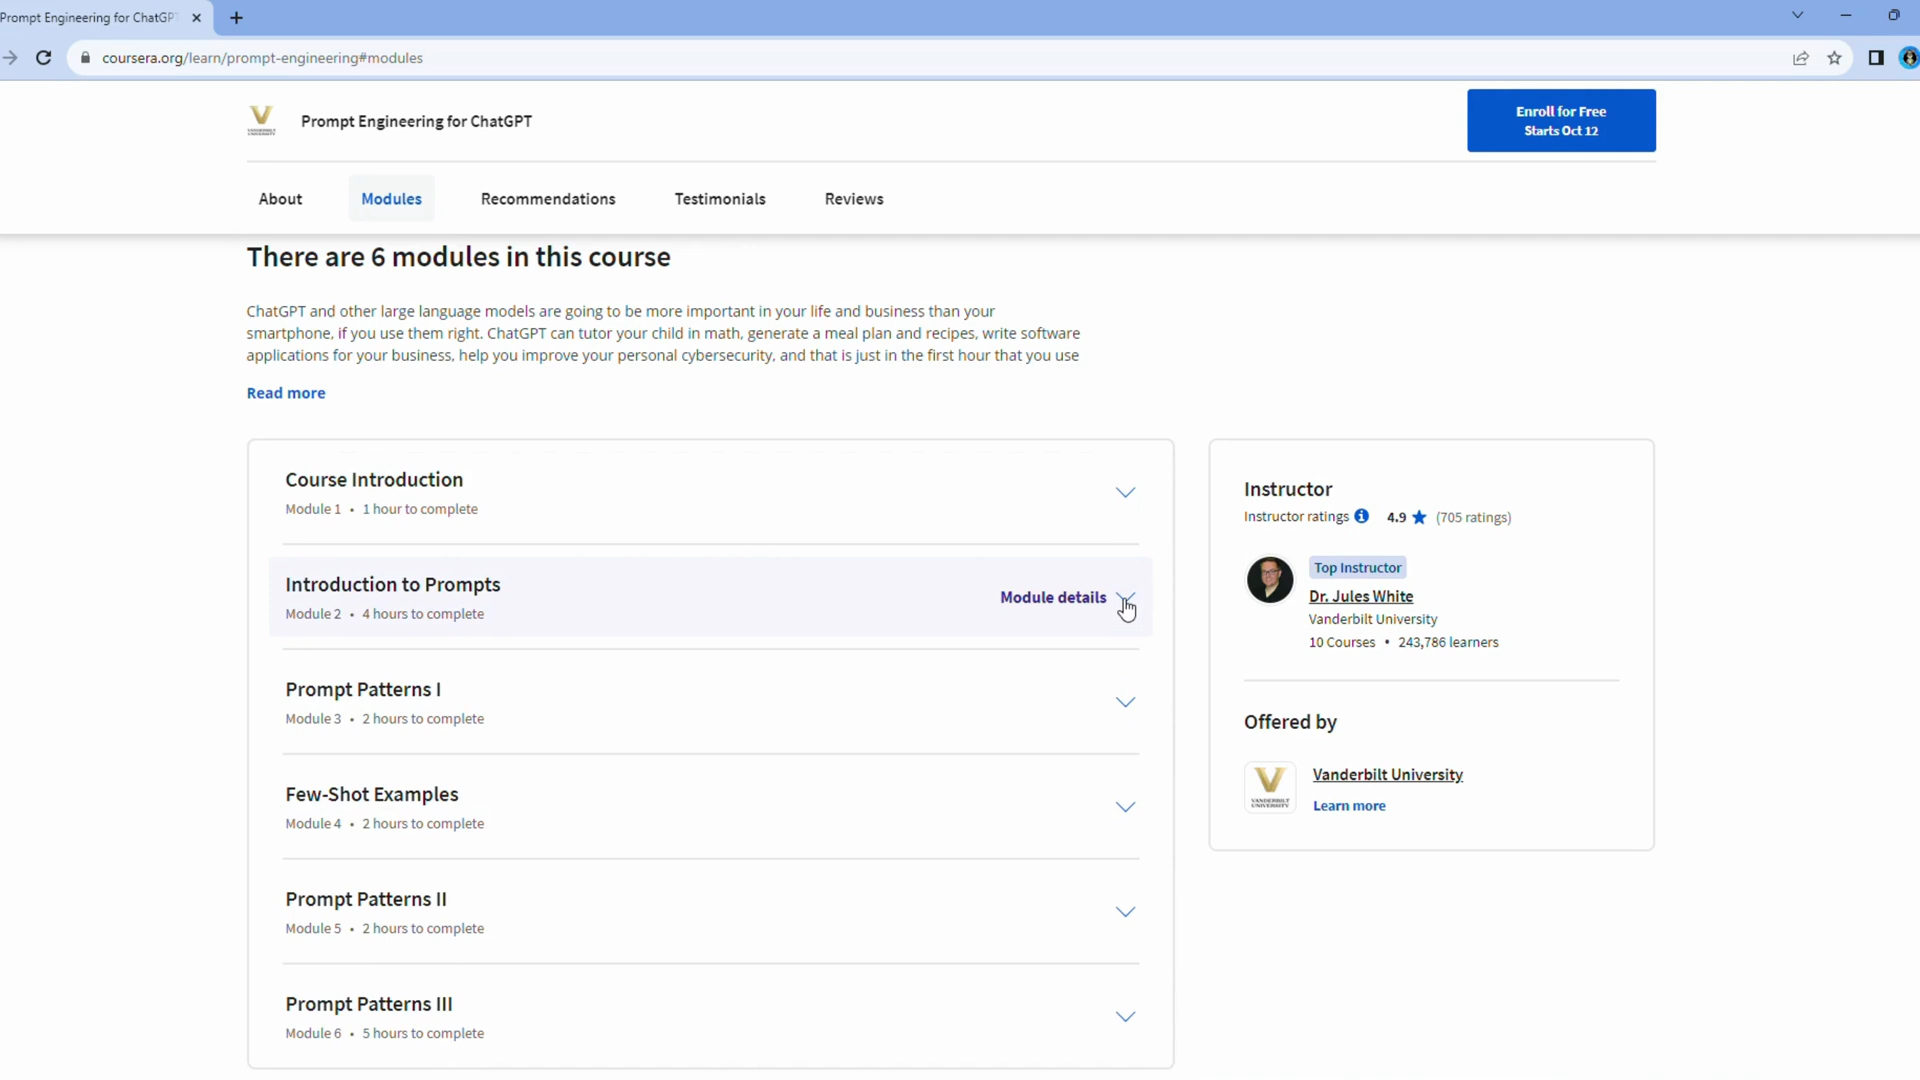 Prompt Engineering for ChatGP
coursera.org/learn/prompt-engineering#modules
V
VANDERBILT
UNIVERSITY
Prompt Engineering for ChatGPT
Enroll for Free
Starts Oct 12
About
Modules
Recommendations
Testimonials
Reviews
There are 6 modules in this course
ChatGPT and other large language models are going to be more important in your life and business than your
smartphone, if you use them right. ChatGPT can tutor your child in math, generate a meal plan and recipes, write software
applications for your business, help you improve your personal cybersecurity, and that is just in the first hour that you use
Read more
Course Introduction
Module 1 • 1 hour to complete
Introduction to Prompts
Module 2 • 4 hours to complete
Module details
Prompt Patterns I
Module 3 • 2 hours to complete
Few-Shot Examples
Module 4 • 2 hours to complete
Prompt Patterns II
Module 5 • 2 hours to complete
Prompt Patterns III
Module 6 • 5 hours to complete
Instructor
Instructor ratings 4.9 (705 ratings)
Top Instructor
Dr. Jules White
Vanderbilt University
10 Courses • 243,786 learners
Offered by
V
VANDERBILT
UNIVERSITY
Vanderbilt University
Learn more